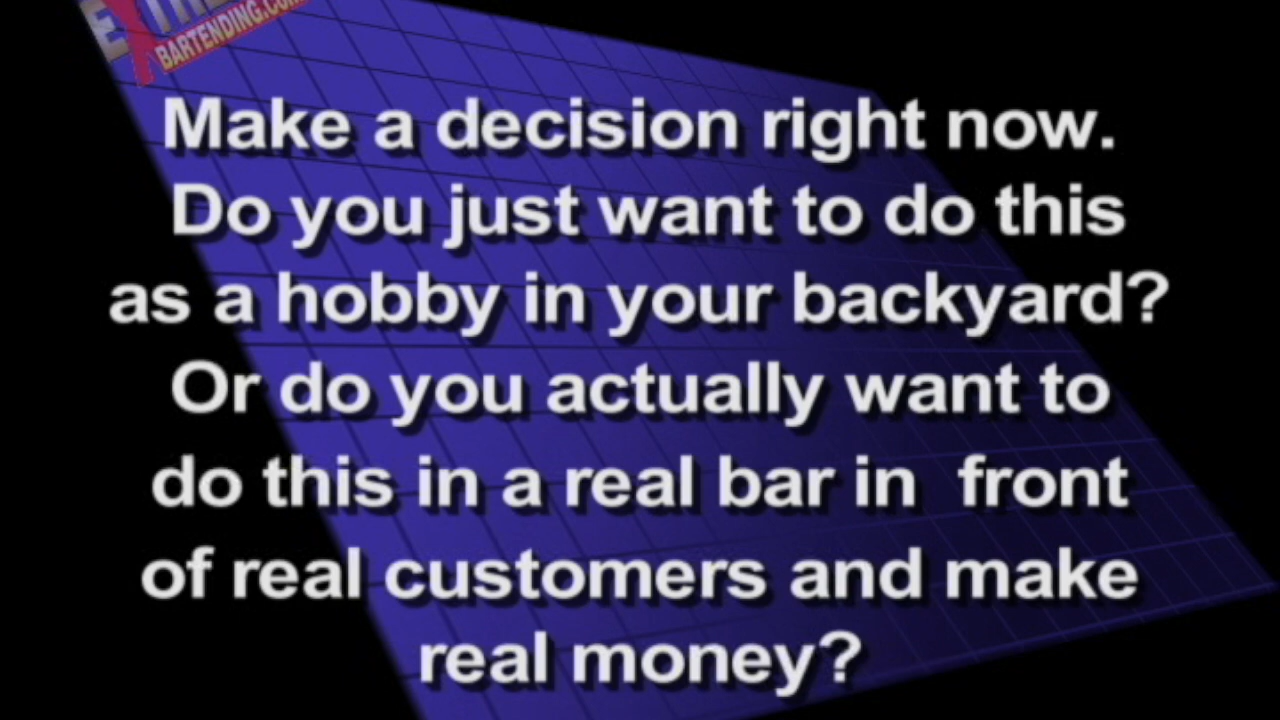 BARTENDING.COM
Make a decision right now.
Do you just want to do this
as a hobby in your backyard?
Or do you actually want to
do this in a real bar in front
of real customers and make
real money?